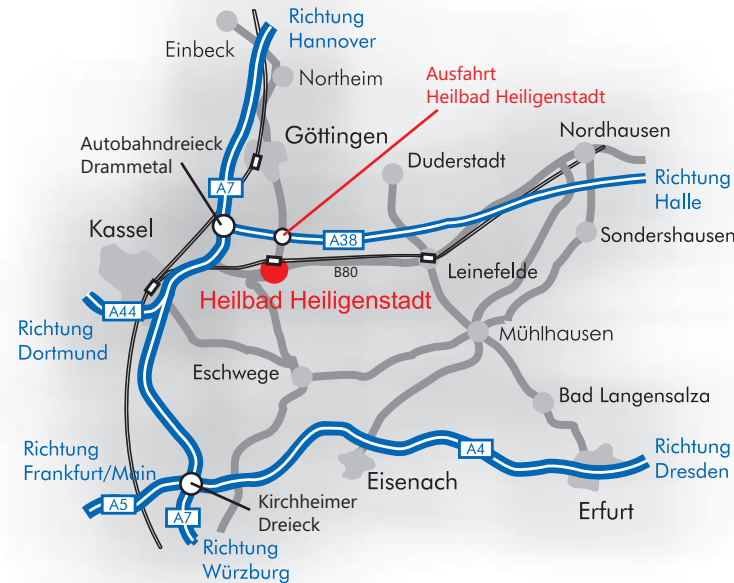 Richtung
Hannover
Einbeck
Northeim
Ausfahrt
Heilbad Heiligenstadt
Göttingen
Nordhausen
Autobahndreieck
Drammetal
Duderstadt
A7
Richtung
Halle
Kassel
A38
Sondershausen
B80
Leinefelde
Heilbad Heiligenstadt
A44
Richtung
Dortmund
Mühlhausen
Eschwege
Bad Langensalza
Richtung
Frankfurt/Main
A4
Richtung
Dresden
Eisenach
A5
Kirchheimer
Dreieck
Erfurt
A7
Richtung
Würzburg